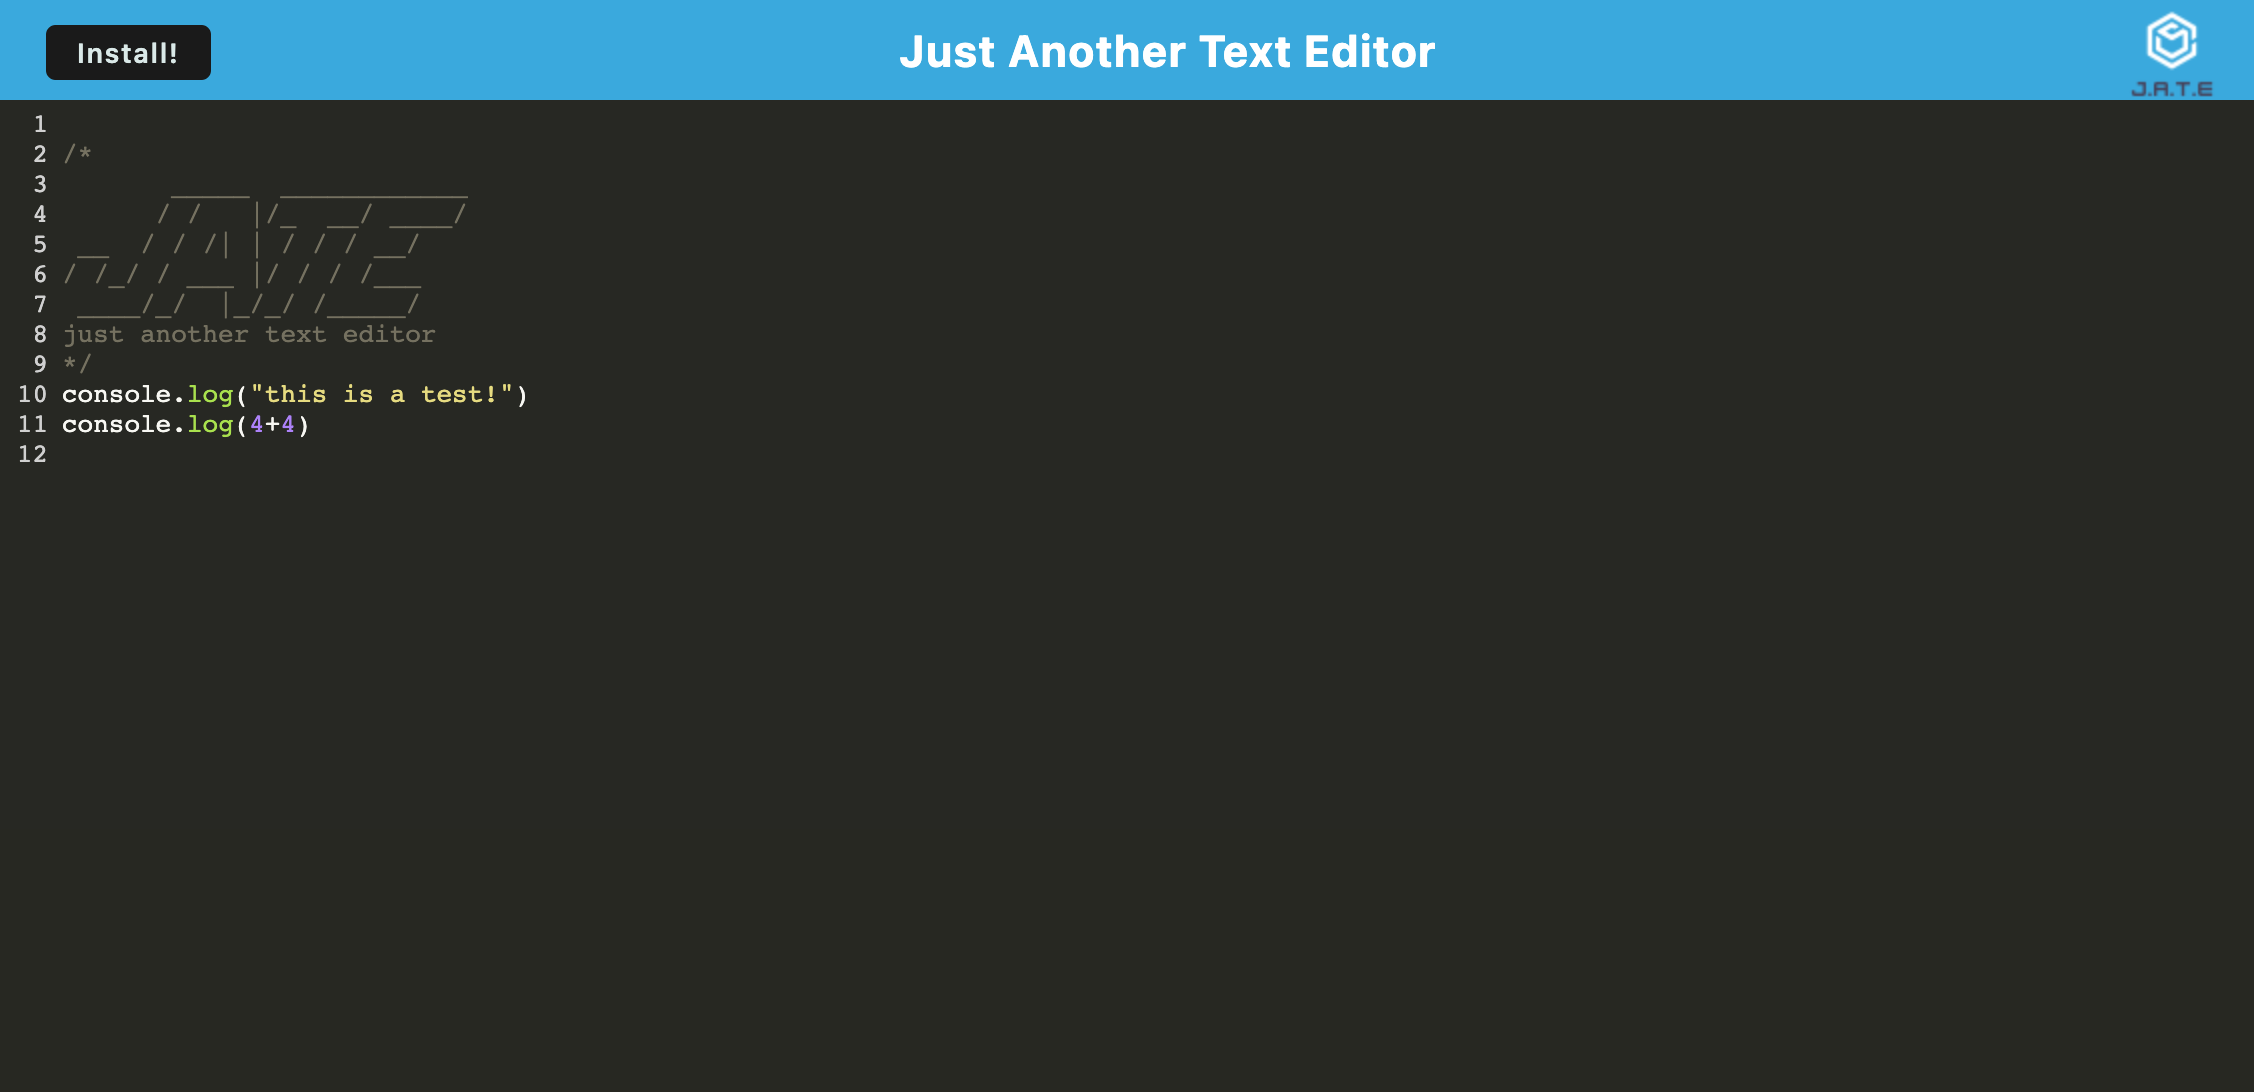 Install!
Just Another Text Editor
J.A.T.E
1
2 /*
3        _____  ____________
4       / /   |/_  __/ ____/
5  __  / / /| | / / / __/
6 / /_/ / ___ |/ / / /___
7  ____/_/  |_/_/ /_____/
8 just another text editor
9 */
10 console.log("this is a test!")
11 console.log(4+4)
12